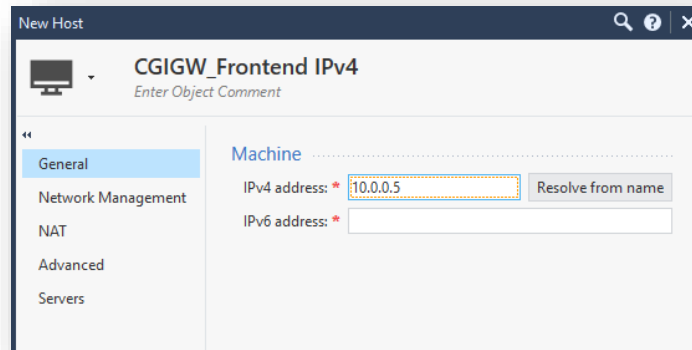 New Host
CGIGW_Frontend IPv4
Enter Object Comment
General
Network Management
NAT
Advanced
Servers
Machine
IPv4 address: * 10.0.0.5 Resolve from name
IPv6 address: *